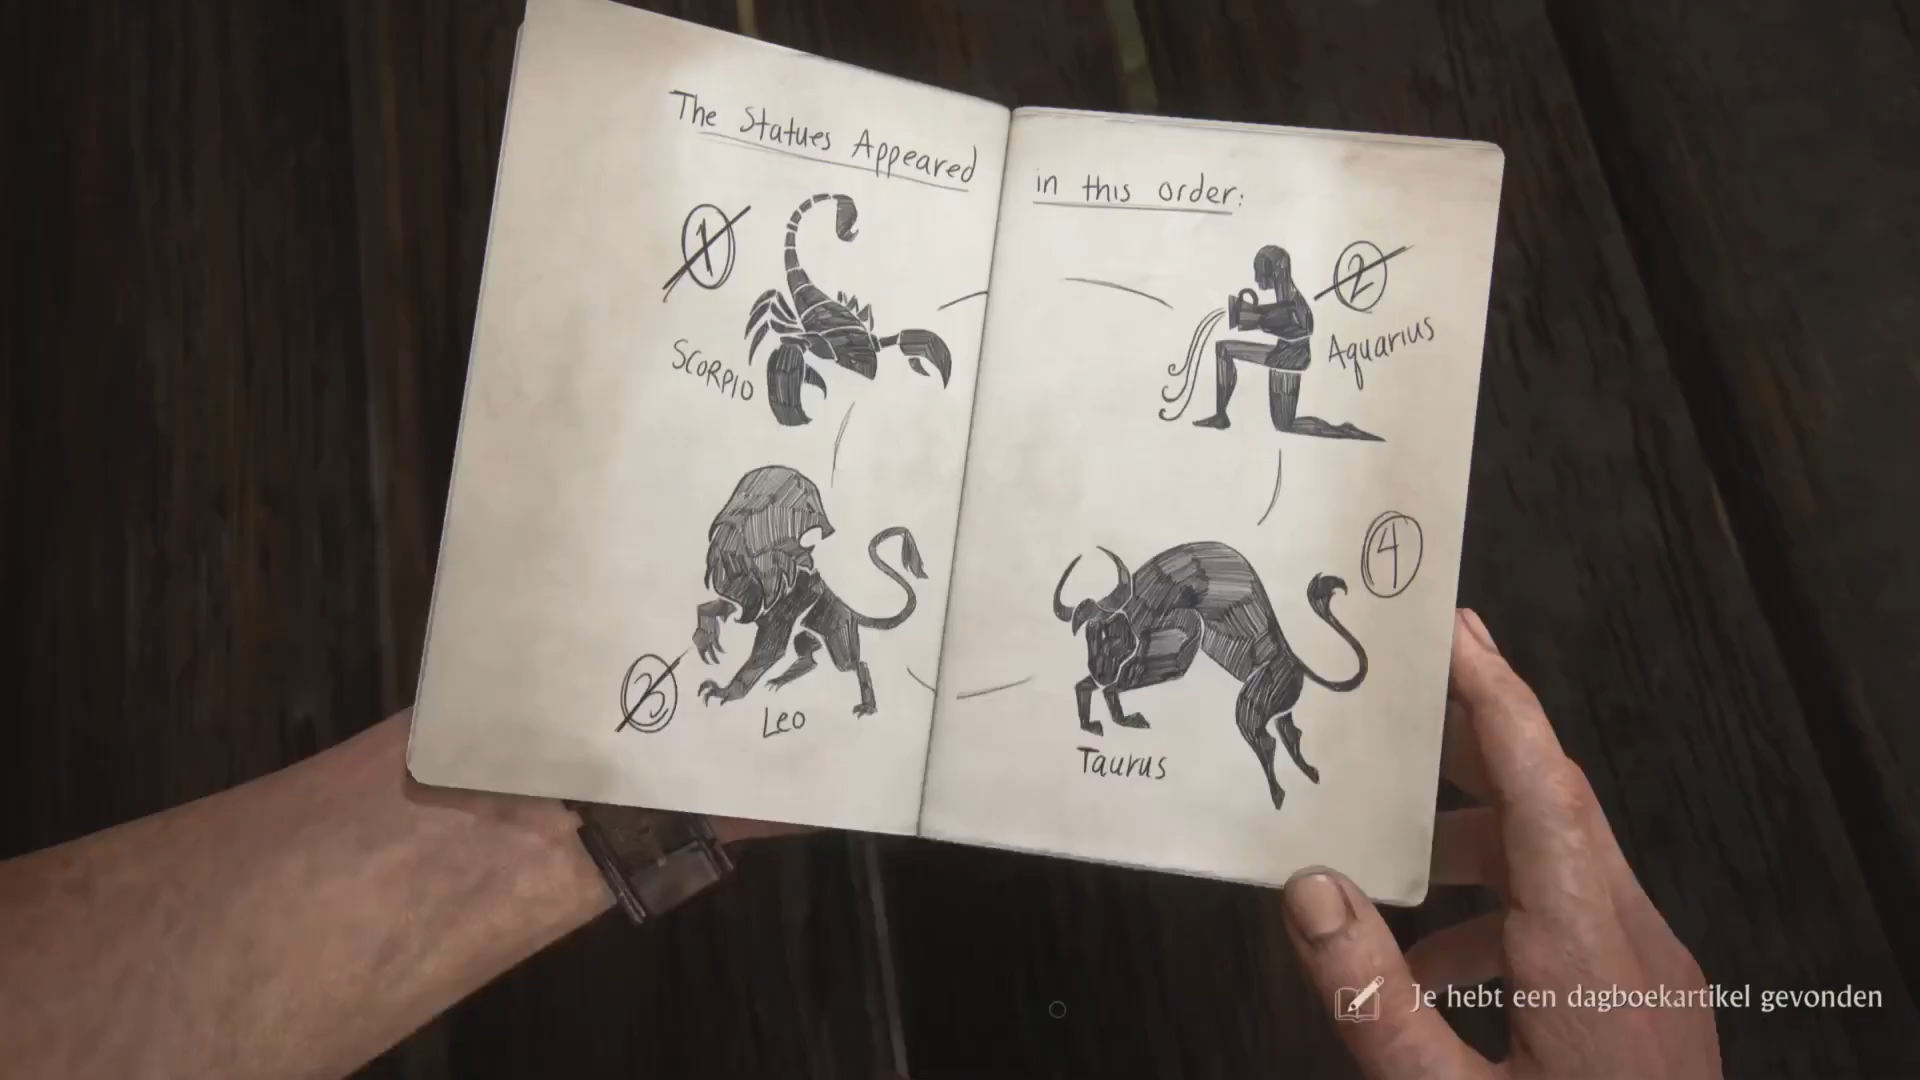 The Statues Appeared
in this order:
1
SCORPIO
2
Aquarius
3
Leo
4
Taurus
Je hebt een dagboekartikel gevonden